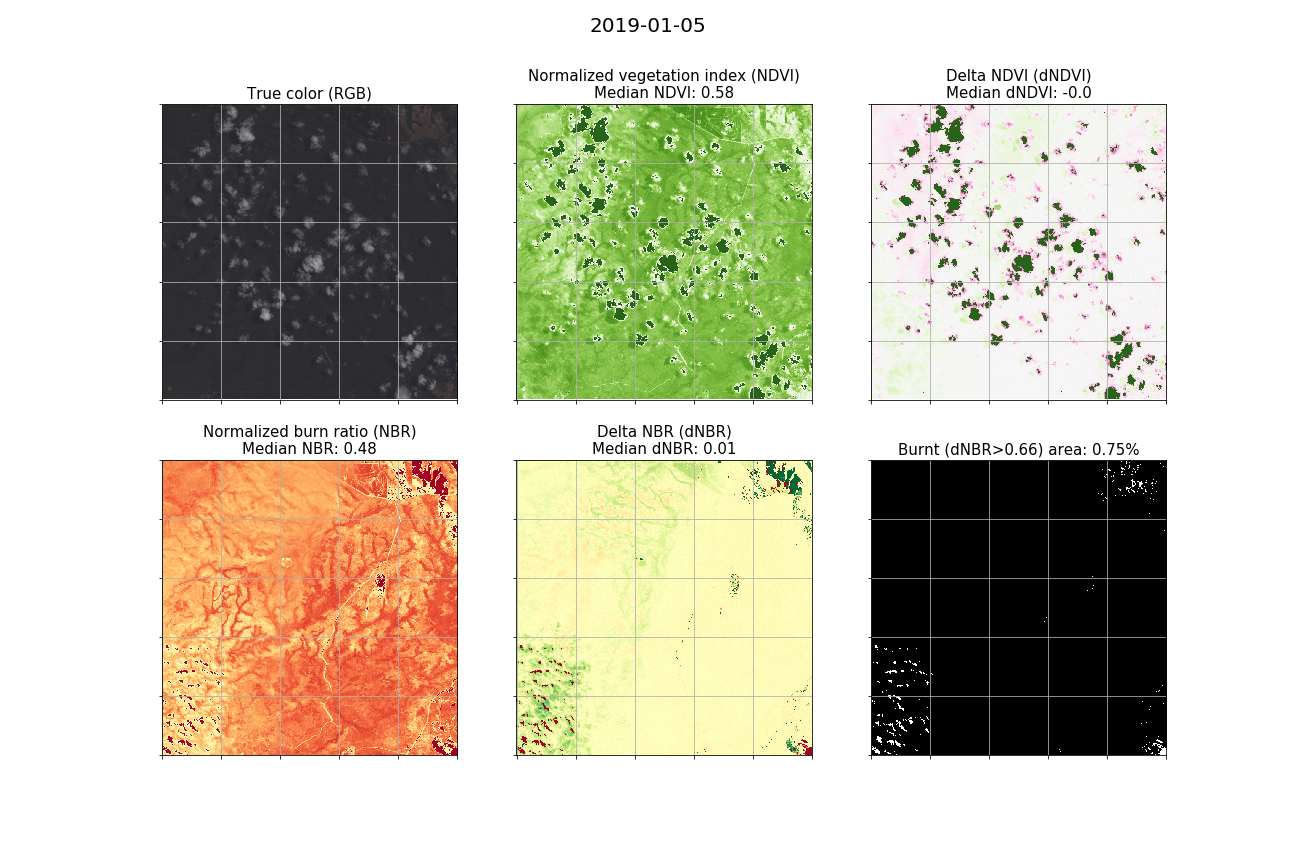 2019-01-05
True color (RGB)
Normalized vegetation index (NDVI)
Median NDVI: 0.58
Delta NDVI (dNDVI)
Median dNDVI: -0.0
Normalized burn ratio (NBR)
Median NBR: 0.48
Delta NBR (dNBR)
Median dNBR: 0.01
Burnt (dNBR>0.66) area: 0.75%